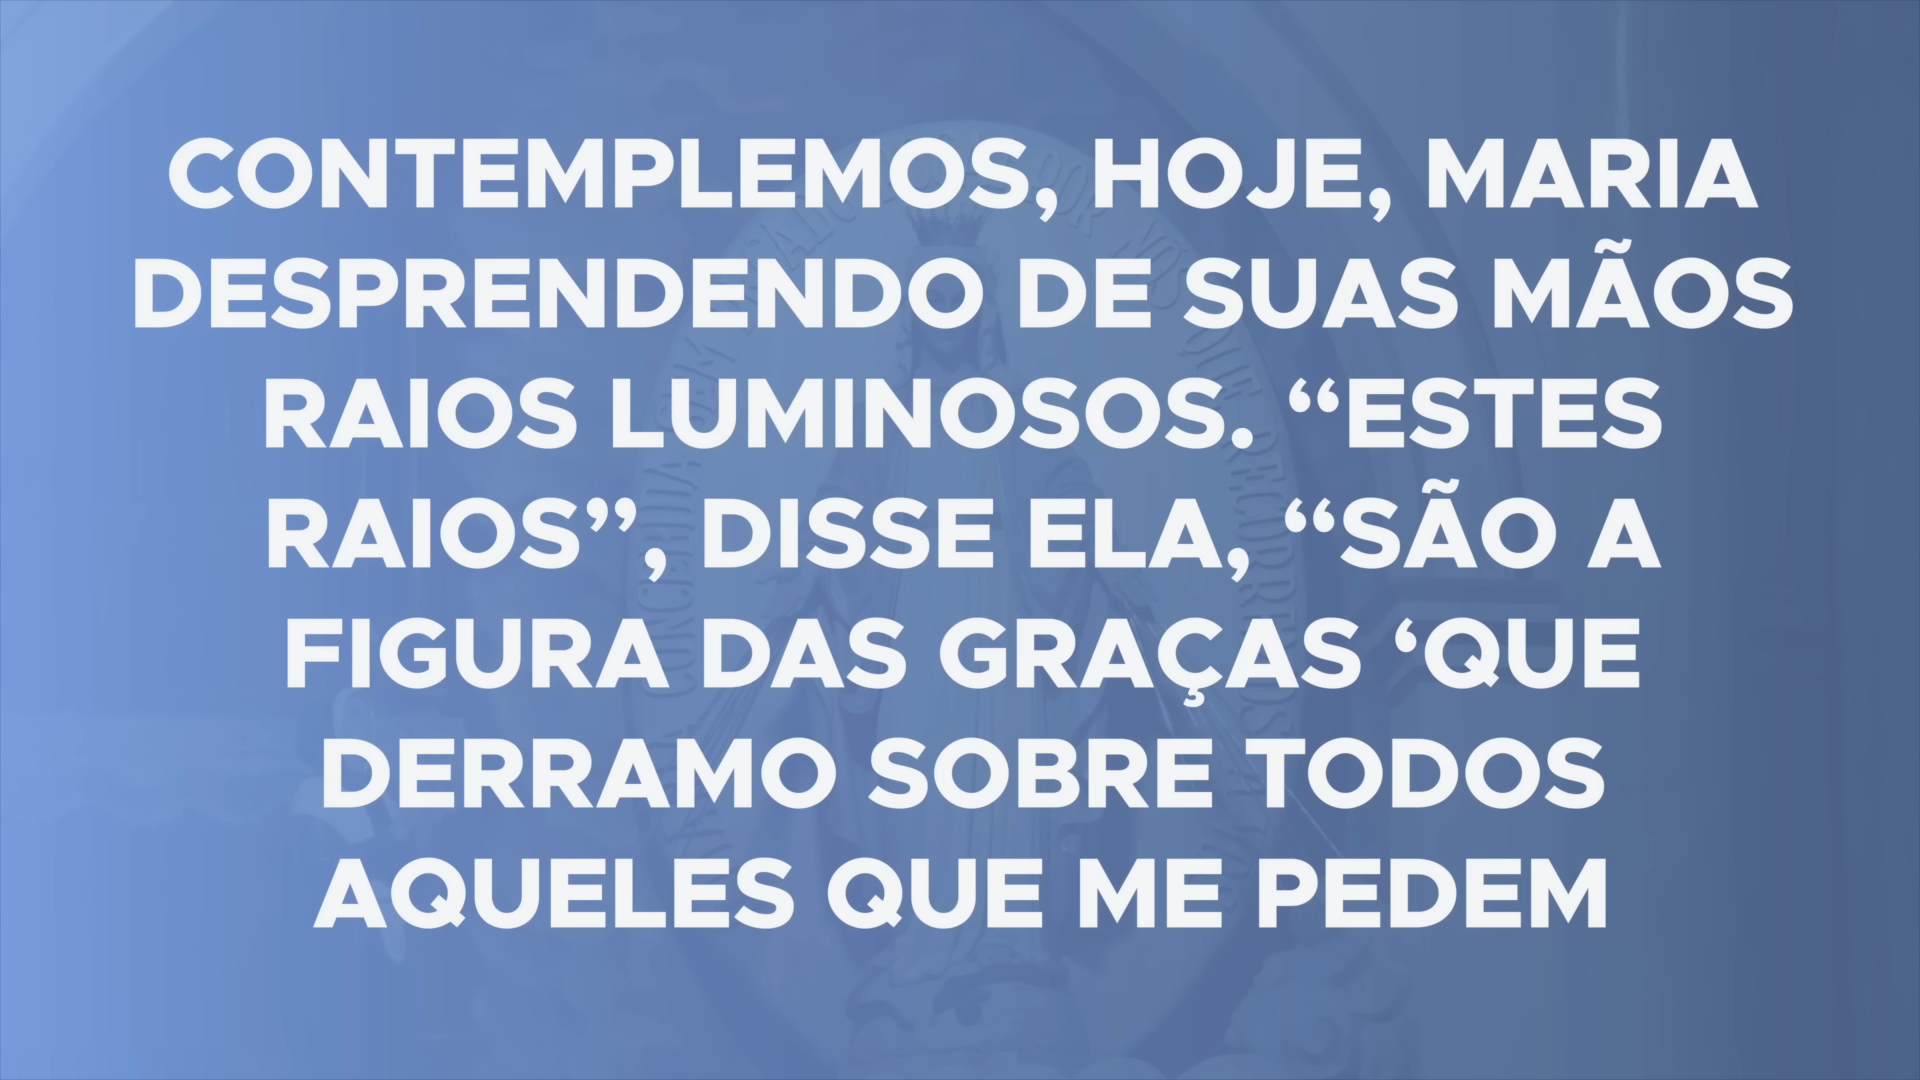 CONTEMPLEMOS, HOJE, MARIA
DESPRENDENDO DE SUAS MÃOS
RAIOS LUMINOSOS. “ESTES
RAIOS”, DISSE ELA, “SÃO A
FIGURA DAS GRAÇAS ‘QUE
DERRAMO SOBRE TODOS
AQUELES QUE ME PEDEM